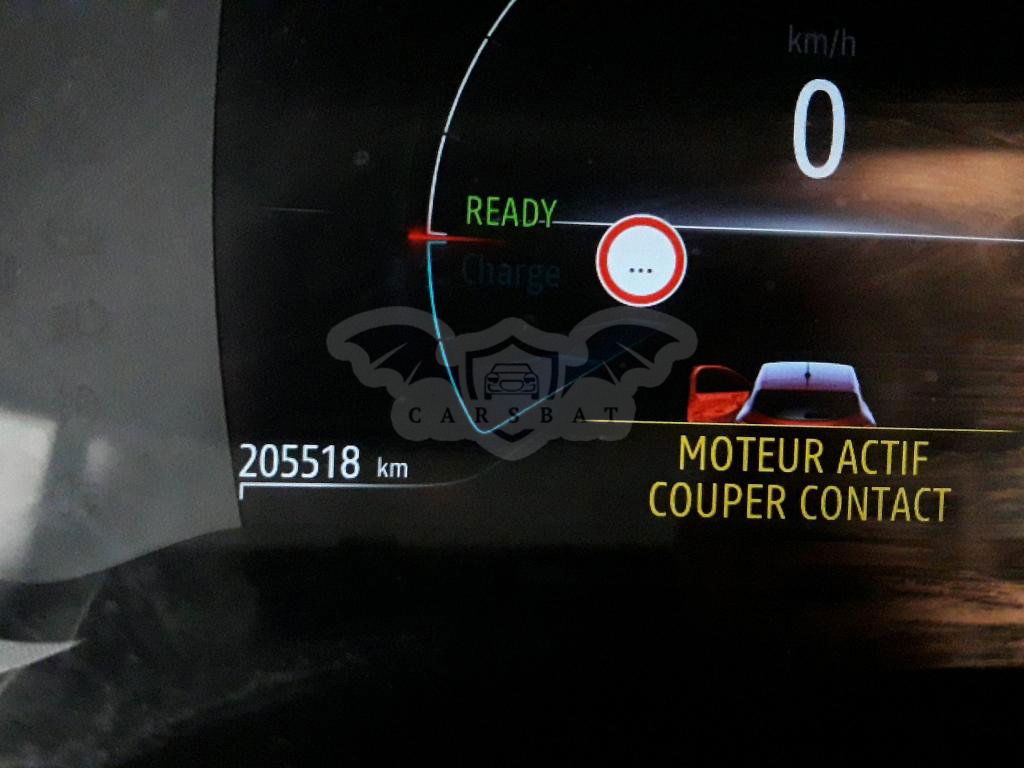 km/h
0
READY
...
Charge
CARSBAT
205518 km
MOTEUR ACTIF
COUPER CONTACT